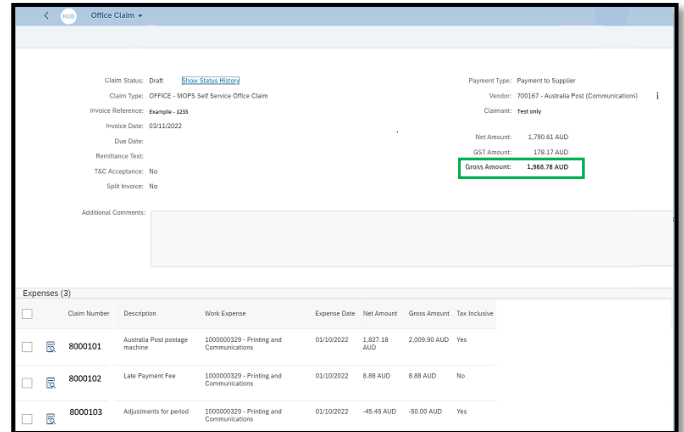 HUB Office Claim
Claim Status: Draft Show Status History
Claim Type: OFFICE - MOPS Self Service Office Claim
Invoice Reference: Example - 1235
Invoice Date: 03/11/2022
Due Date:
Remittance Text:
T&C Acceptance: No
Split Invoice: No
Payment Type: Payment to Supplier
Vendor: 700167 - Australia Post (Communications)
Claimant: Test only
Net Amount: 1,790.61 AUD
GST Amount: 178.17 AUD
Gross Amount: 1,968.78 AUD
Additional Comments:
Expenses (3)
Claim Number Description Work Expense Expense Date Net Amount Gross Amount Tax Inclusive
8000101 Australia Post postage 1000000329 - Printing and 01/10/2022 1,827.18 2,009.90 AUD Yes
machine Communications AUD
8000102 Late Payment Fee 1000000329 - Printing and 01/10/2022 8.88 AUD 8.88 AUD No
Communications
8000103 Adjustments for period 1000000329 - Printing and 01/10/2022 -45.45 AUD -50.00 AUD Yes
Communications